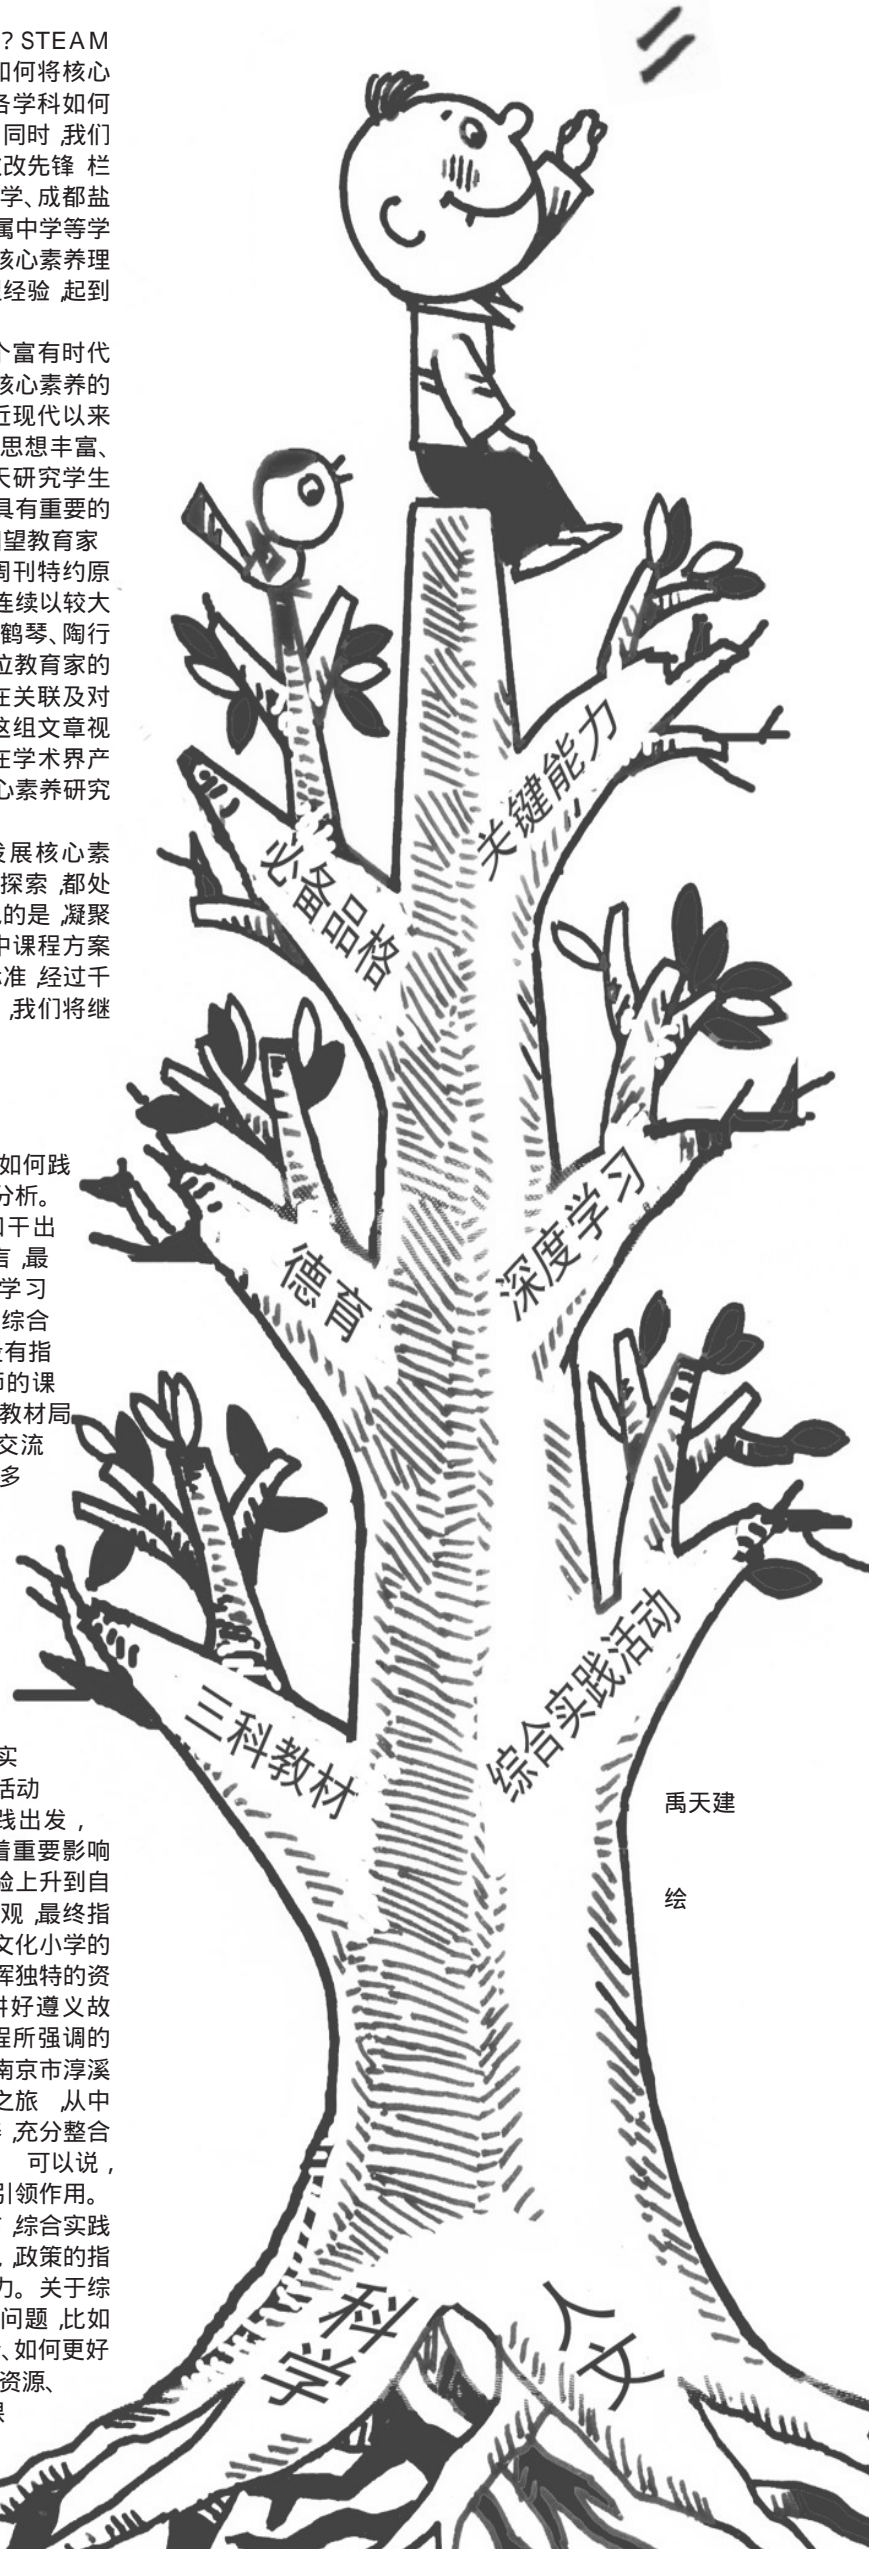 ？STEAM
如何将核心
各学科如何
同时,我们
改先锋 栏
学、成都盐
属中学等学
核心素养理
经验,起到
个富有时代
核心素养的
近现代以来
思想丰富、
天研究学生
具有重要的
望教育家
周刊特约原
连续以较大
鹤琴、陶行
位教育家的
在关联及对
这组文章视
在学术界产
心素养研究
发展核心素
探索,都处
的是,凝聚
中课程方案
标准,经过千
,我们将继
如何践
分析。
干出
言,最
学习
综合
没有指
师的课
教材局
交流
多
实
活动
践出发,
着重要影响
验上升到自
观,最终指
文化小学的
挥独特的资
讲好遵义故
程所强调的
南京市淳溪
之旅 ,从中
,充分整合
可以说,
引领作用。
,综合实践
,政策的指
力。关于综
问题,比如
、如何更好
资源、
果
关键能力
必备品格
深度学习
德育
综合实践活动
三科教材
科学
人文
禹天建
绘